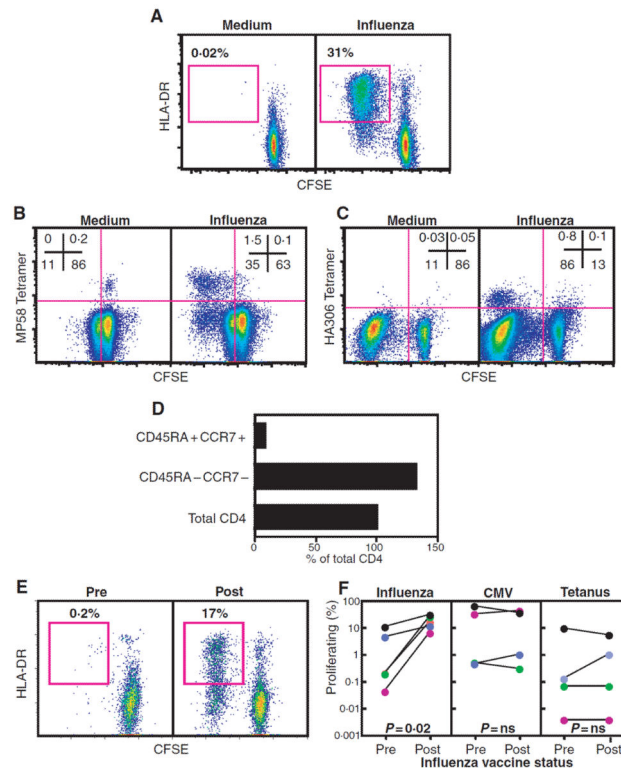 A
Medium
Influenza
0·02%
31%
HLA-DR
CFSE
B
Medium
Influenza
0
0·2
11
86
1·5
0·1
35
63
MP58 Tetramer
CFSE
C
Medium
Influenza
0·03
0·05
11
86
0·8
0·1
86
13
HA306 Tetramer
CFSE
D
CD45RA+CCR7+
CD45RA−CCR7−
Total CD4
0
50
100
150
% of total CD4
E
Pre
Post
0·2%
17%
HLA-DR
CFSE
F
Influenza
CMV
Tetanus
Proliferating (%)
100
10
1
0·1
0·01
0·001
P=0·02
P=ns
P=ns
Pre Post
Pre Post
Pre Post
Influenza vaccine status